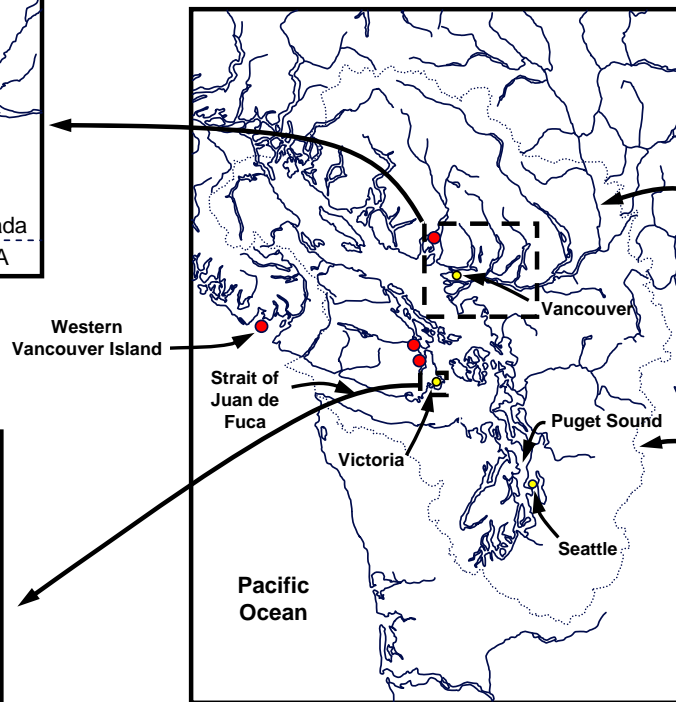 ada
A
Vancouver
Western
Vancouver Island
Strait of
Juan de
Fuca
Puget Sound
Victoria
Seattle
Pacific
Ocean